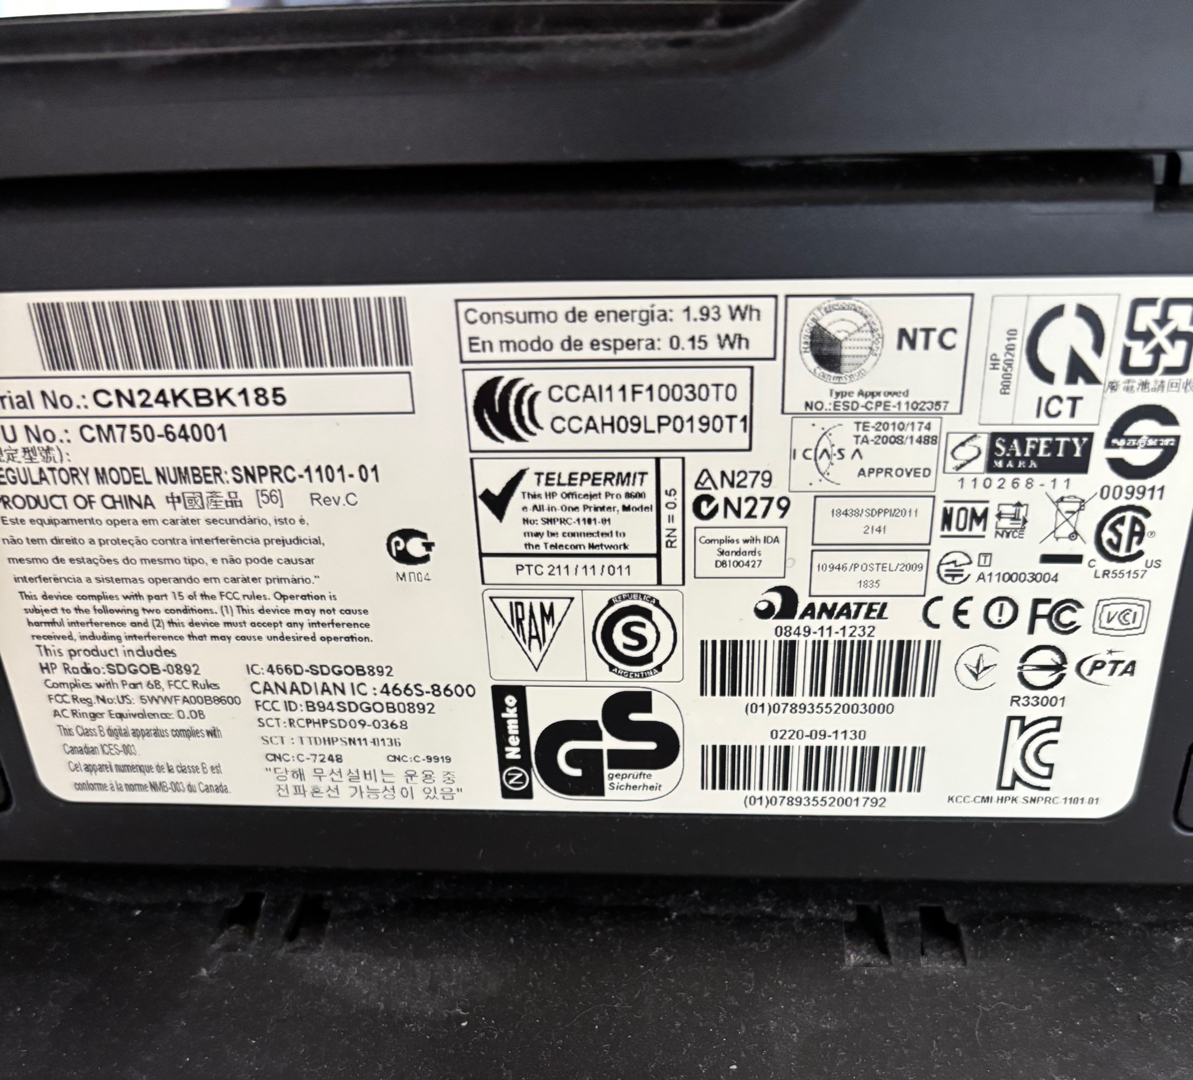 rial No.: CN24KBK185
U No.: CM750-64001
定型號):
EGULATORY MODEL NUMBER: SNPRC-1101-01
PRODUCT OF CHINA 中國產品 [56] Rev.C
"Este equipamento opera em caráter secundário, isto é,
não tem direito a proteção contra interferência prejudicial,
mesmo de estações do mesmo tipo, e não pode causar
interferência a sistemas operando em caráter primário."
This device complies with part 15 of the FCC rules. Operation is
subject to the following two conditions. (1) This device may not cause
harmful interference and (2) this device must accept any interference
received, including interference that may cause undesired operation.
This product includes
HP Radio: SDGOB-0892
Complies with Part 68, FCC Rules
FCC Reg. No: US: 5WWFA00B8600
AC Ringer Equivalence: 0.0B
This Class B digital apparatus complies with
Canadian ICES-003.
Cet appareil numérique de la classe B est
conforme à la norme NMB-003 du Canada.
IC: 466D-SDGOB892
CANADIAN IC : 466S-8600
FCC ID: B94SDGOB0892
SCT: RCPHPSD09-0368
SCT : TTDHPSN11-0136
CNC: C-7248 CNC: C-9919
"당해 무선설비는 운용 중
전파혼선 가능성이 있음"
МП04
Consumo de energía: 1.93 Wh
En modo de espera: 0.15 Wh
CCAI11F10030T0
CCAH09LP0190T1
TELEPERMIT
This HP Officejet Pro 8600
e-All-in-One Printer, Model
No: SNPRC-1101-01
may be connected to
the Telecom Network
RN = 0.5
PTC 211/11/011
IRAM
REPUBLICA
S
ARGENTINA
N Nemko
GS
geprüfte
Sicherheit
NTC
Type Approved
NO.: ESD-CPE-1102357
ICASA
TE-2010/174
TA-2008/1488
APPROVED
N279
N279
Complies with IDA
Standards
DB100427
18438/SDPPI/2011
2141
10946/POSTEL/2009
1835
ANATEL
0849-11-1232
(01)07893552003000
0220-09-1130
(01)07893552001792
HP
R00502010
ICT
廢電池請回收
S SAFETY
MARK
110268-11
009911
NOM
NYCE
T
A110003004
C SA US
LR55157
CE FC VCI
R33001
PTA
KC
KCC-CMI-HPK-SNPRC-1101-01